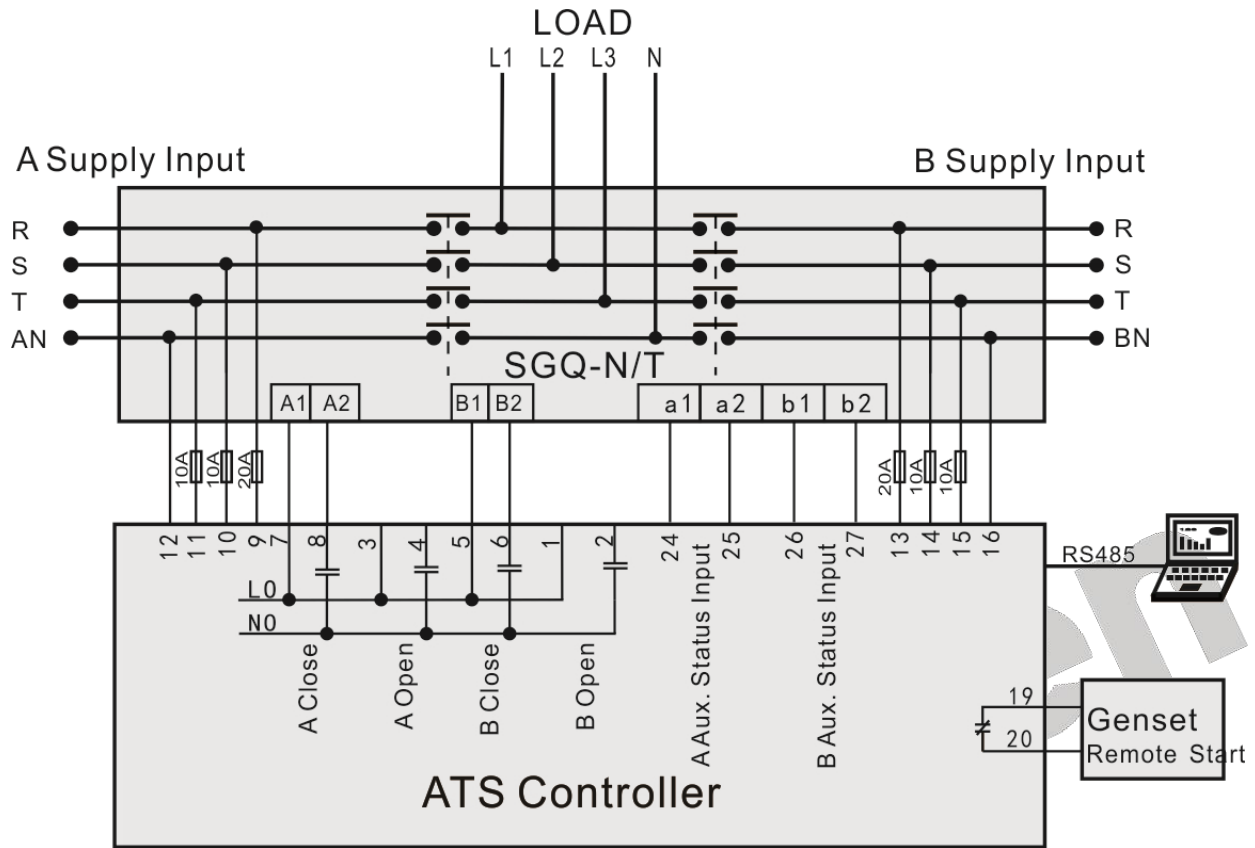 LOAD
L1 L2 L3 N
A Supply Input
B Supply Input
R
R
S
S
T
T
AN
BN
SGQ-N/T
A1 A2 B1 B2 a1 a2 b1 b2
10A 10A 20A 20A 10A 10A
12 11 10 9 7 8 3 4 5 6 1 2 24 25 26 27 13 14 15 16
RS485
L0
N0
A Close
A Open
B Close
B Open
A Aux. Status Input
B Aux. Status Input
19
20
Genset
Remote Start
ATS Controller